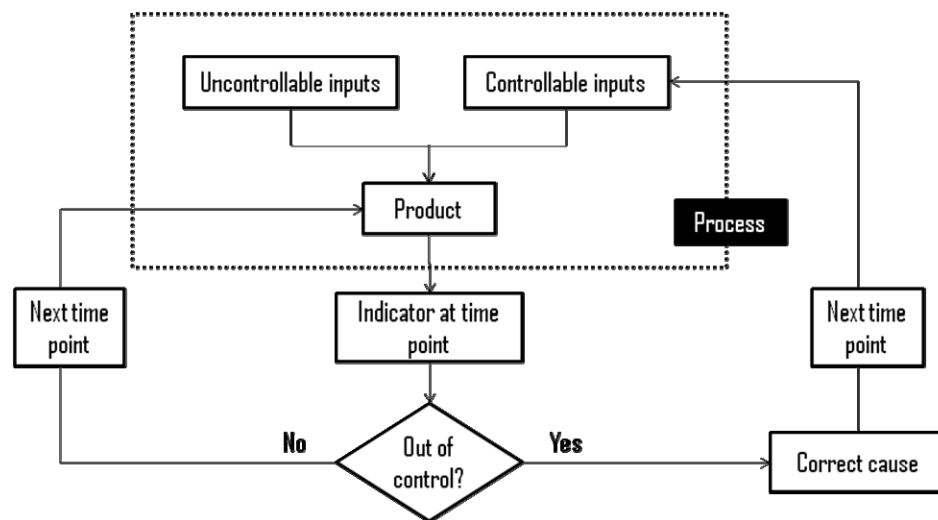 Uncontrollable inputs
Controllable inputs
Product
Process
Next time
point
Indicator at time
point
Next time
point
No
Out of
control?
Yes
Correct cause